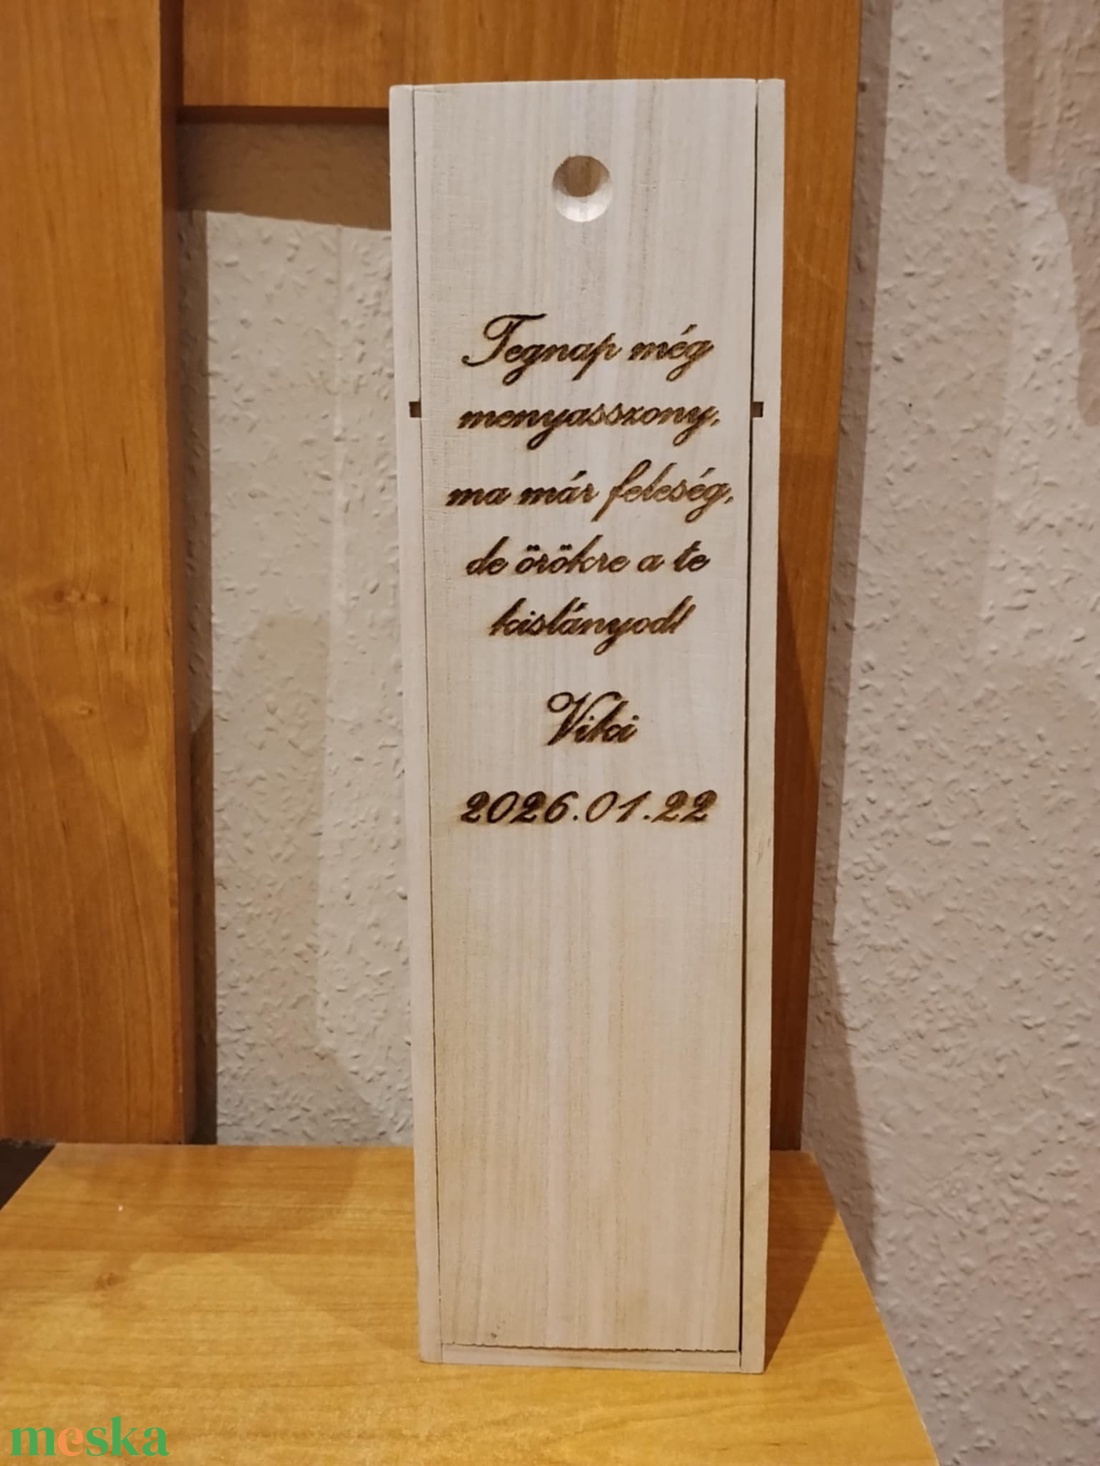 Tegnap még
menyasszony,
ma már feleség,
de örökre a te
kislányod!
Viki
2026.01.22
meska